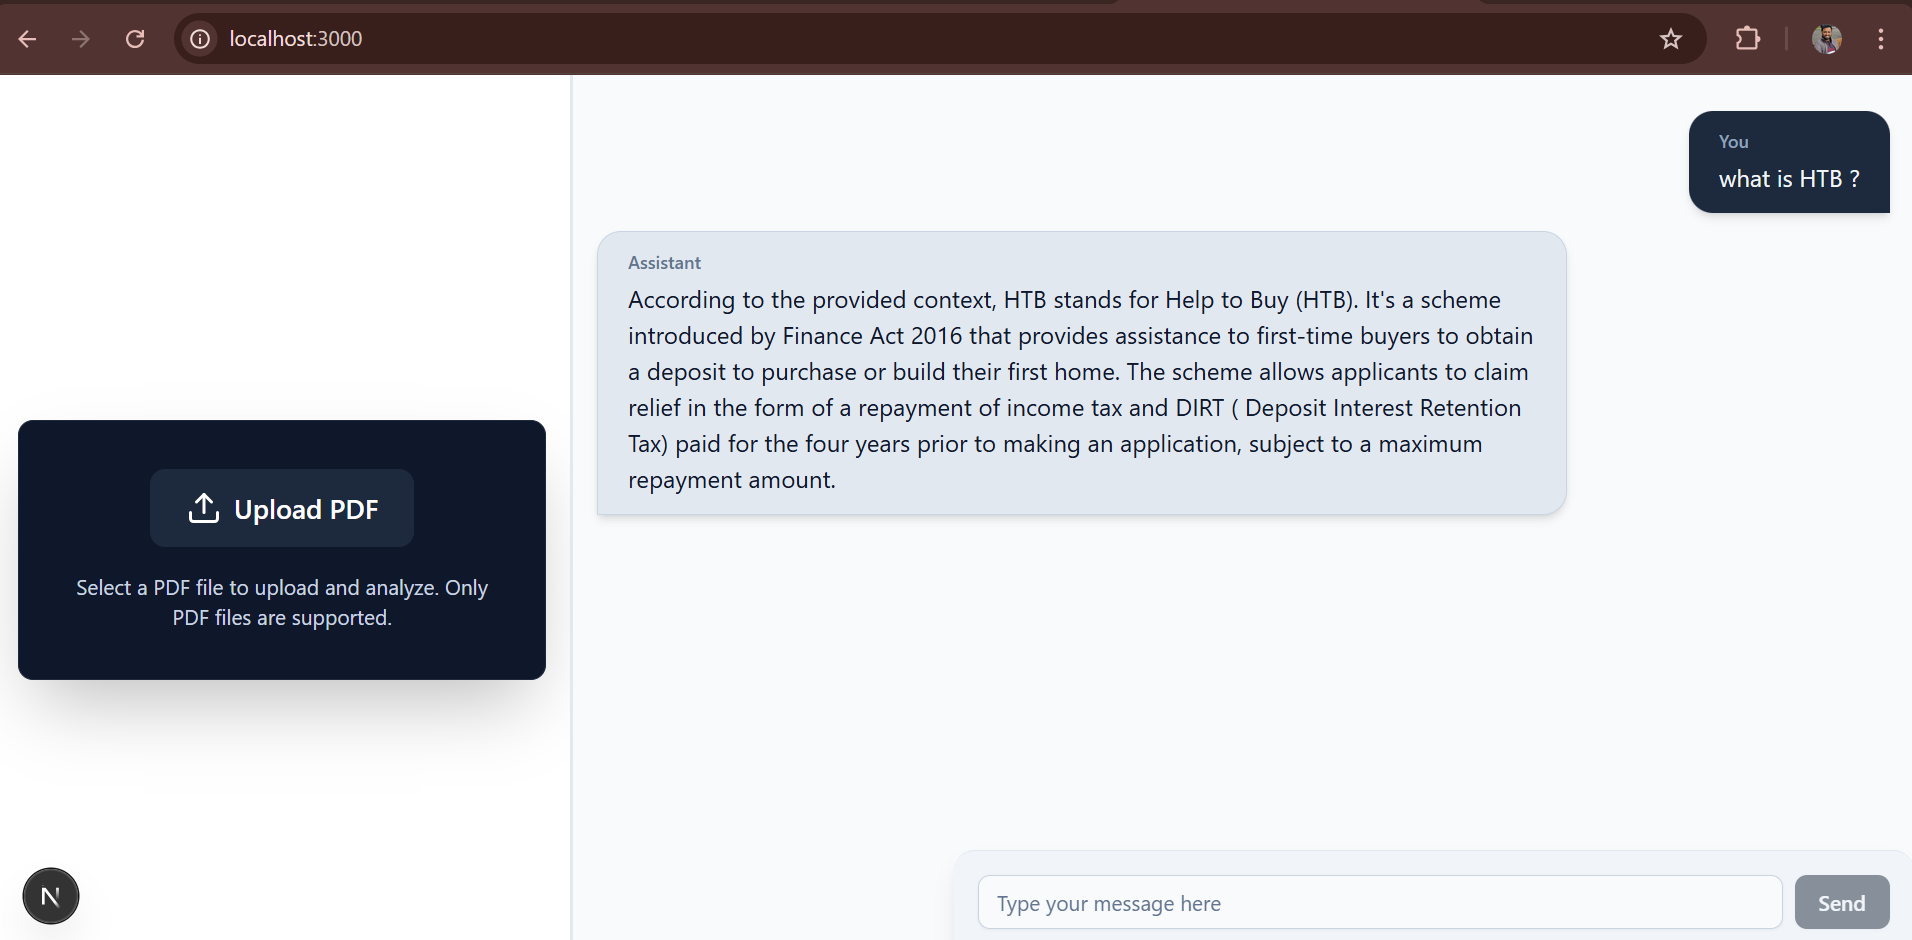 localhost:3000
You
what is HTB ?
Assistant
According to the provided context, HTB stands for Help to Buy (HTB). It's a scheme
introduced by Finance Act 2016 that provides assistance to first-time buyers to obtain
a deposit to purchase or build their first home. The scheme allows applicants to claim
relief in the form of a repayment of income tax and DIRT ( Deposit Interest Retention
Tax) paid for the four years prior to making an application, subject to a maximum
repayment amount.
Upload PDF
Select a PDF file to upload and analyze. Only
PDF files are supported.
N
Type your message here
Send